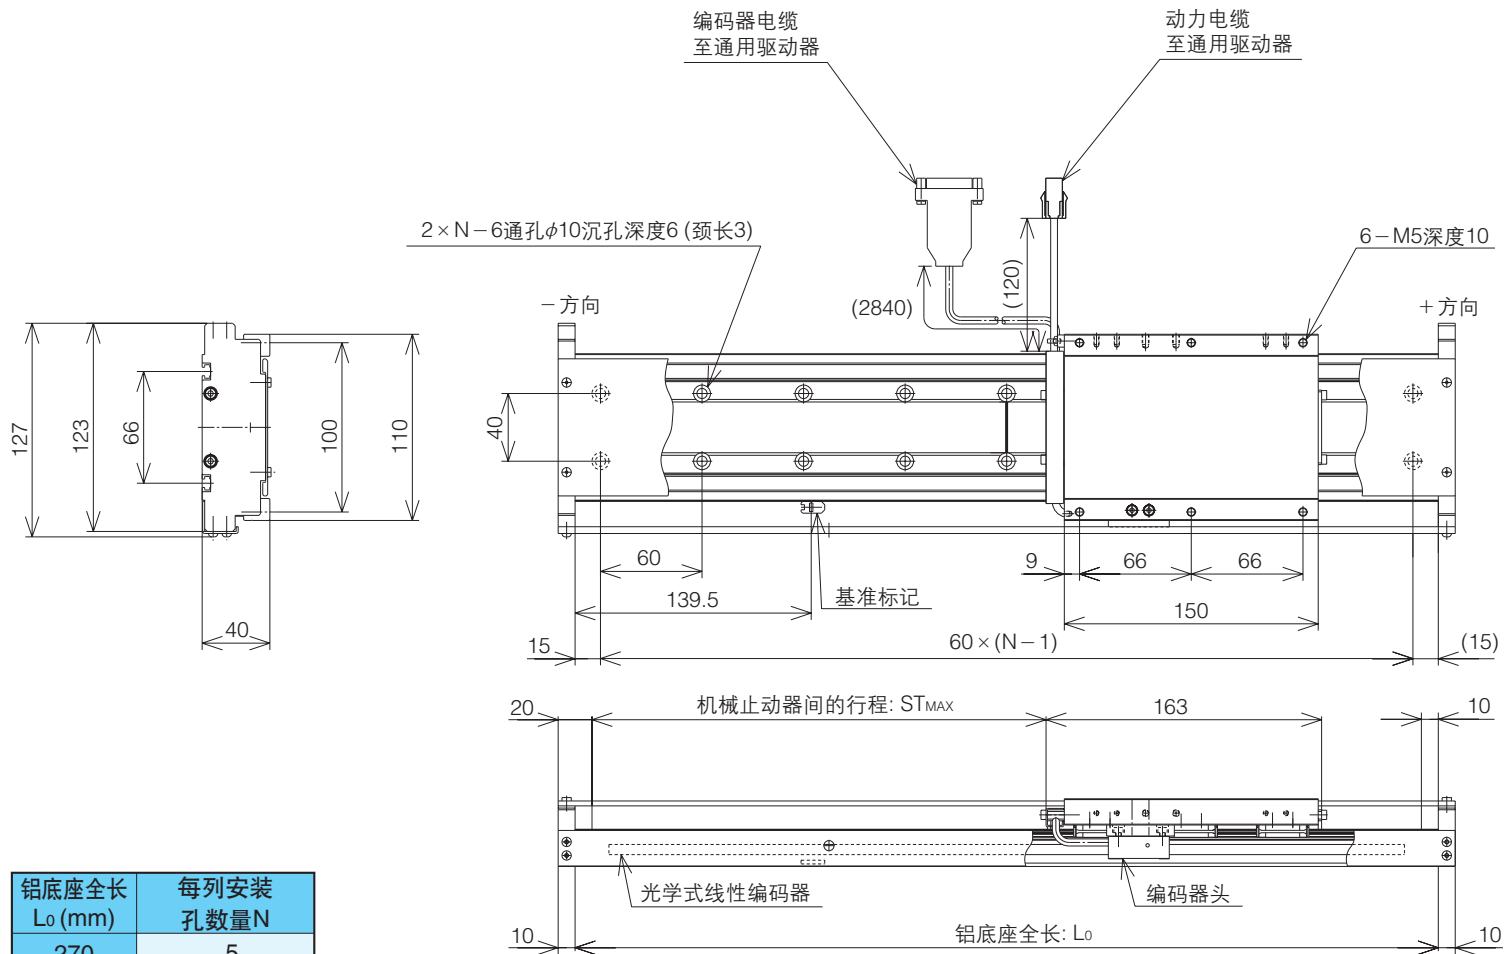 编码器电缆
至通用驱动器
动力电缆
至通用驱动器
2×N－6通孔φ10沉孔深度6 (颈长3)
6－M5深度10
(120)
(2840)
－方向
＋方向
127
123
66
100
110
40
40
60
139.5
基准标记
9
66
66
150
15
60×(N－1)
(15)
20
机械止动器间的行程: STMAX
163
10
光学式线性编码器
编码器头
10
铝底座全长: L0
10
铝底座全长
L0 (mm)
每列安装
孔数量N
270
5